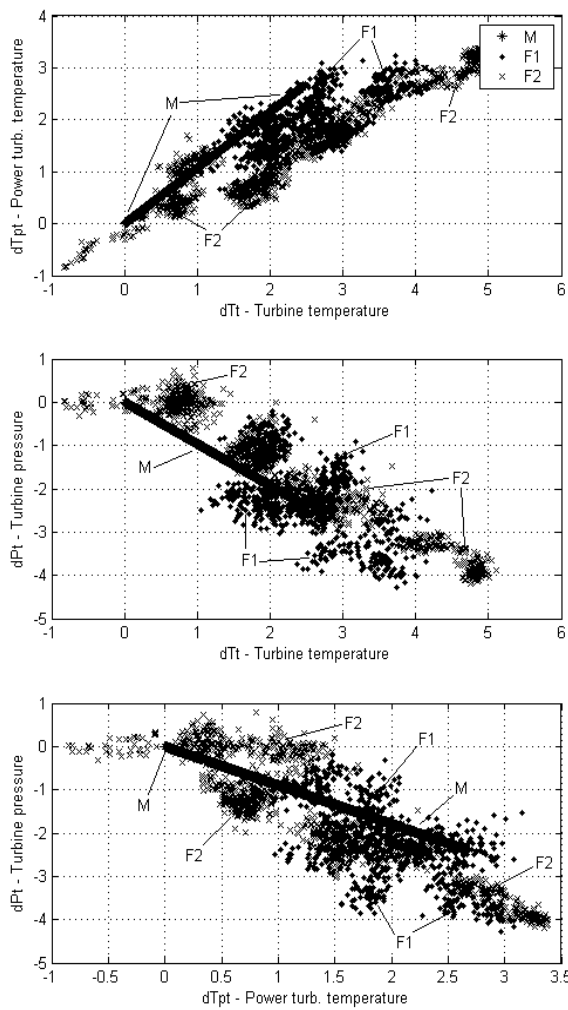 4
3
2
1
0
-1
dTpt - Power turb. temperature
M
F1
F2
F2
M
F1
F2
-1 0 1 2 3 4 5 6
dTt - Turbine temperature
1
0
-1
-2
-3
-4
-5
dPt - Turbine pressure
F2
F1
M
F2
F1
-1 0 1 2 3 4 5 6
dTt - Turbine temperature
1
0
-1
-2
-3
-4
-5
dPt - Turbine pressure
F2
F1
M
M
F2
F2
F1
-1 -0.5 0 0.5 1 1.5 2 2.5 3 3.5
dTpt - Power turb. temperature